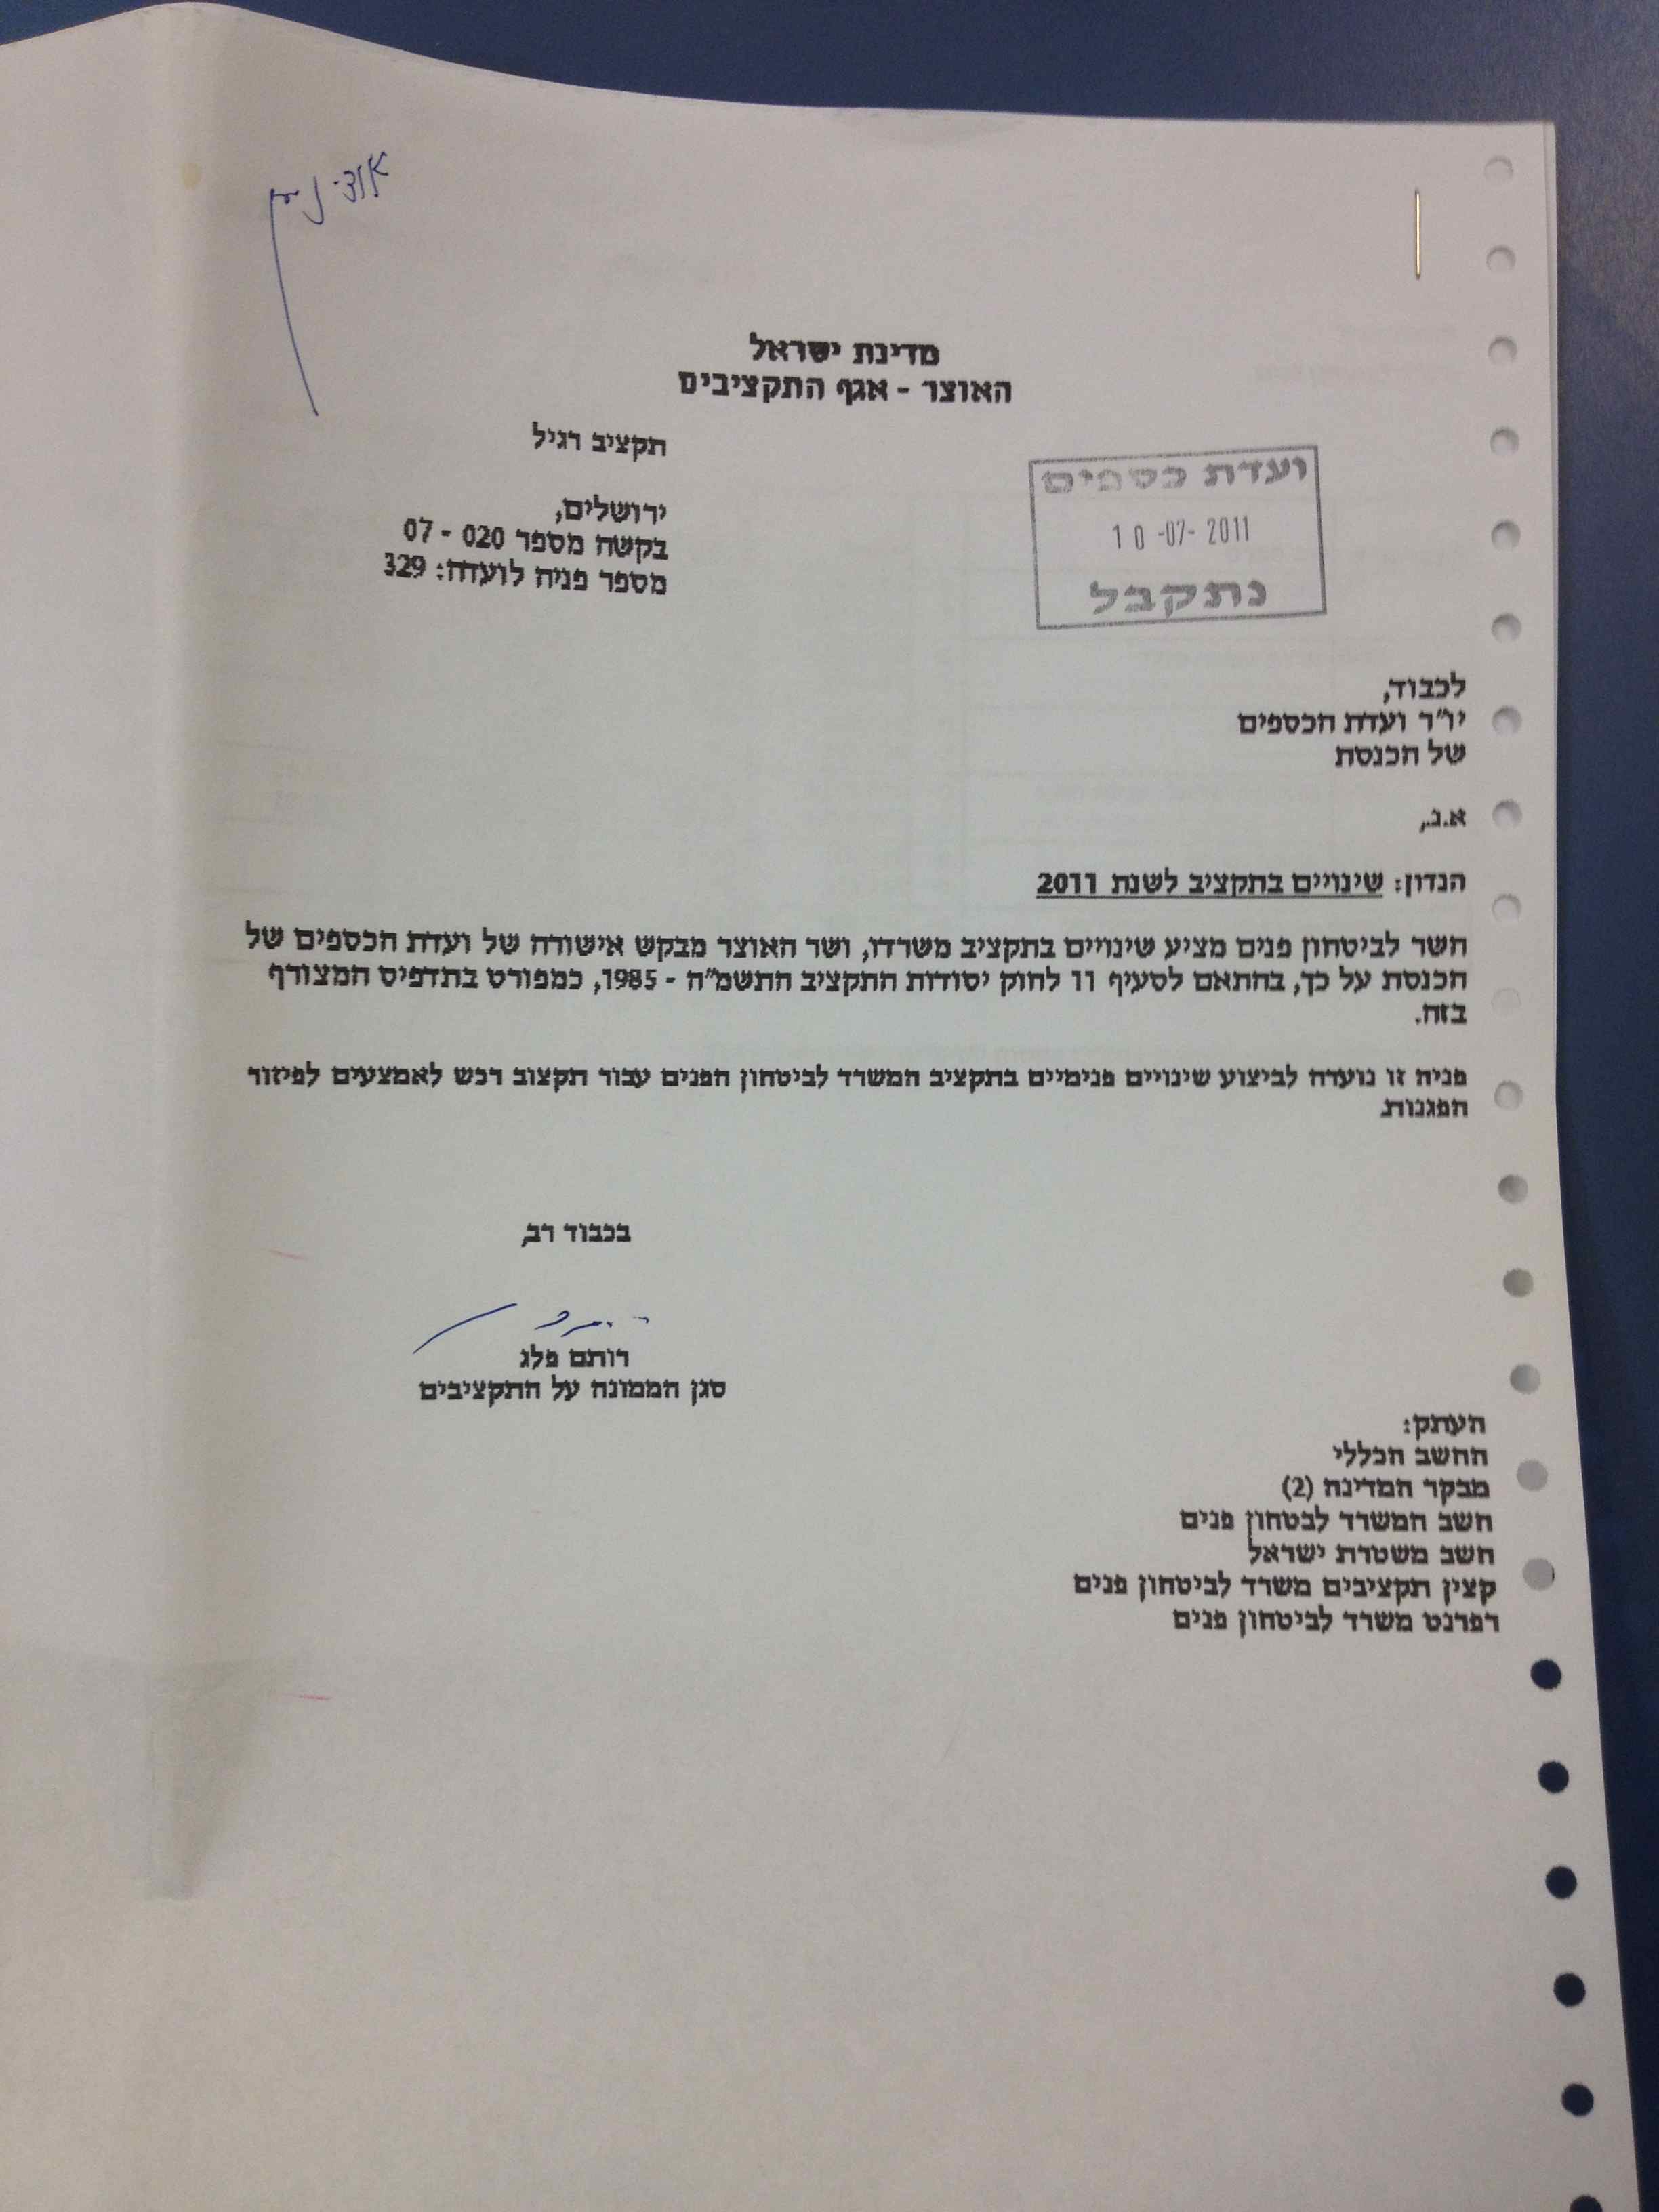 מדינת ישראל
האוצר - אגף התקציבים
תקציב רגיל
ועדת כספים
10-07-2011
נתקבל
ירושלים,
בקשה מספר 020 - 07
מספר פניה לועדה: 329
לכבוד,
יו"ר ועדת הכספים
של הכנסת
א.נ.,
הנדון: שינויים בתקציב לשנת 2011
השר לביטחון פנים מציע שינויים בתקציב משרדו, ושר האוצר מבקש אישורה של ועדת הכספים של
הכנסת על כך, בהתאם לסעיף 11 לחוק יסודות התקציב התשמ"ה - 1985, כמפורט בתדפיס המצורף
בזה.
פניה זו נועדה לביצוע שינויים פנימיים בתקציב המשרד לביטחון הפנים עבור תקצוב רכש לאמצעים לפיזור
הפגנות.
בכבוד רב,
רותם פלג
סגן הממונה על התקציבים
העתק:
החשב הכללי
מבקר המדינה (2)
חשב המשרד לבטחון פנים
חשב משטרת ישראל
קצין תקציבים משרד לביטחון פנים
רפרנט משרד לביטחון פנים